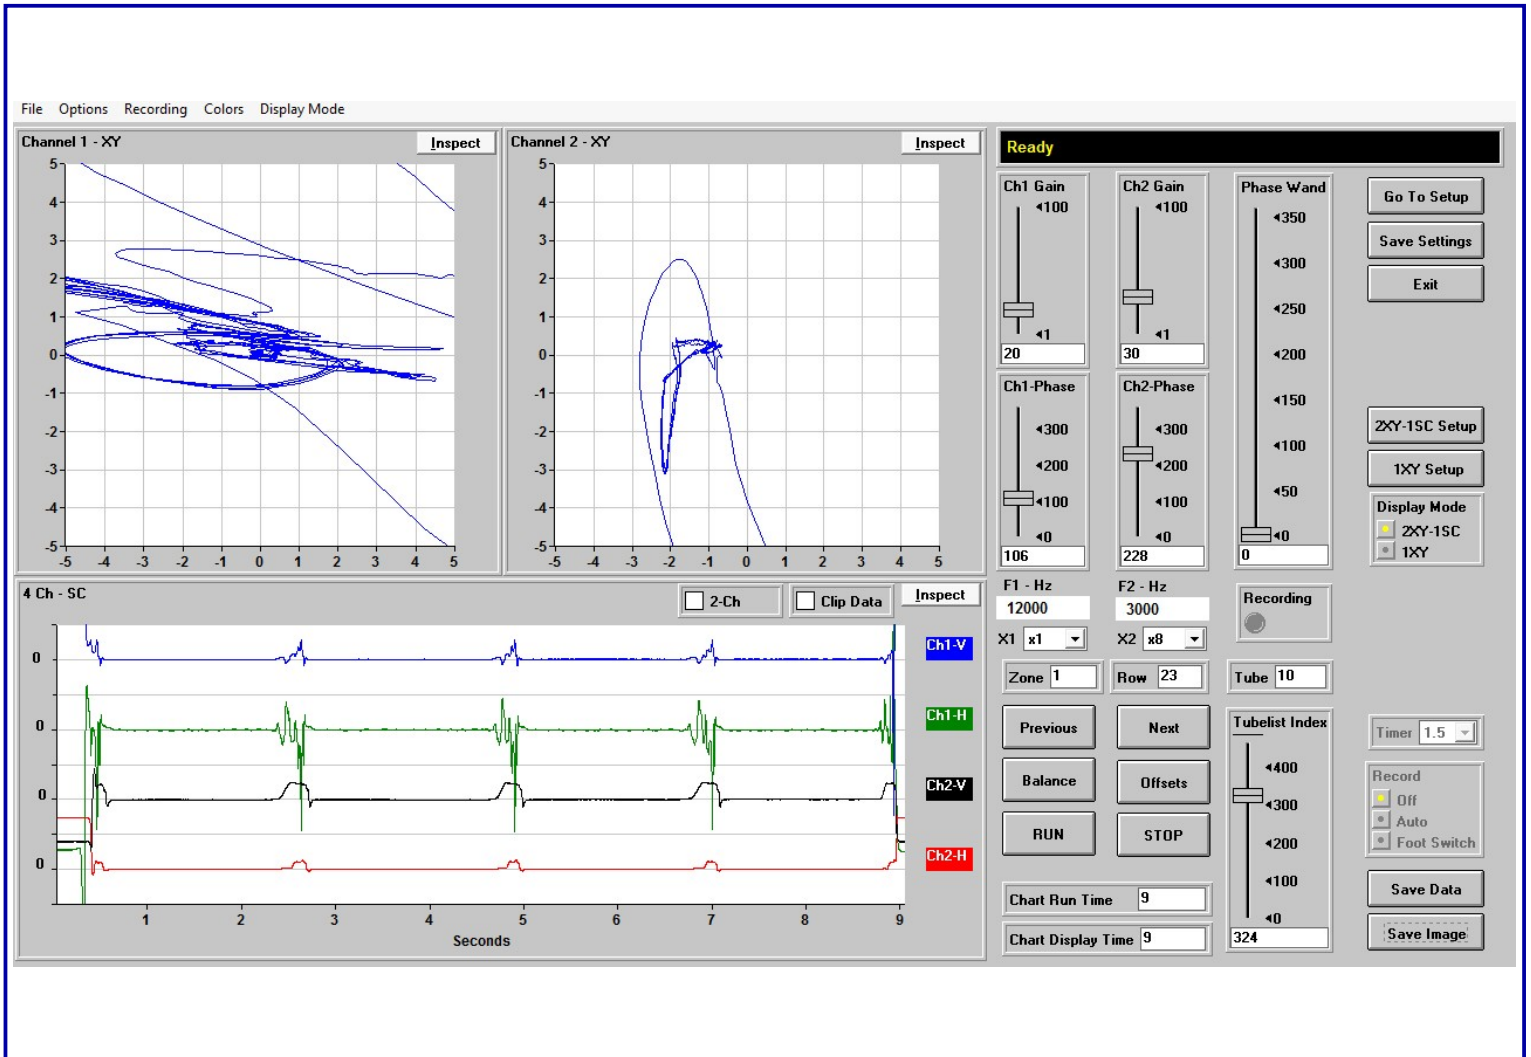 File Options Recording Colors Display Mode
Channel 1 - XY Inspect
5
4
3
2
1
0
-1
-2
-3
-4
-5
-5 -4 -3 -2 -1 0 1 2 3 4 5
Channel 2 - XY Inspect
5
4
3
2
1
0
-1
-2
-3
-4
-5
-5 -4 -3 -2 -1 0 1 2 3 4 5
4 Ch - SC 2-Ch Clip Data Inspect
0
0
0
0
Ch1-V
Ch1-H
Ch2-V
Ch2-H
1 2 3 4 5 6 7 8 9
Seconds
Ready
Ch1 Gain
100
1
20
Ch2 Gain
100
1
30
Phase Wand
350
300
250
200
150
100
50
0
0
Ch1-Phase
300
200
100
0
106
Ch2-Phase
300
200
100
0
228
Go To Setup
Save Settings
Exit
2XY-1SC Setup
1XY Setup
Display Mode
2XY-1SC
1XY
F1 - Hz
12000
F2 - Hz
3000
Recording
X1 x1
X2 x8
Zone 1
Row 23
Tube 10
Previous Next
Balance Offsets
RUN STOP
Tubelist Index
400
300
200
100
0
324
Timer 1.5
Record
Off
Auto
Foot Switch
Chart Run Time 9
Chart Display Time 9
Save Data
Save Image